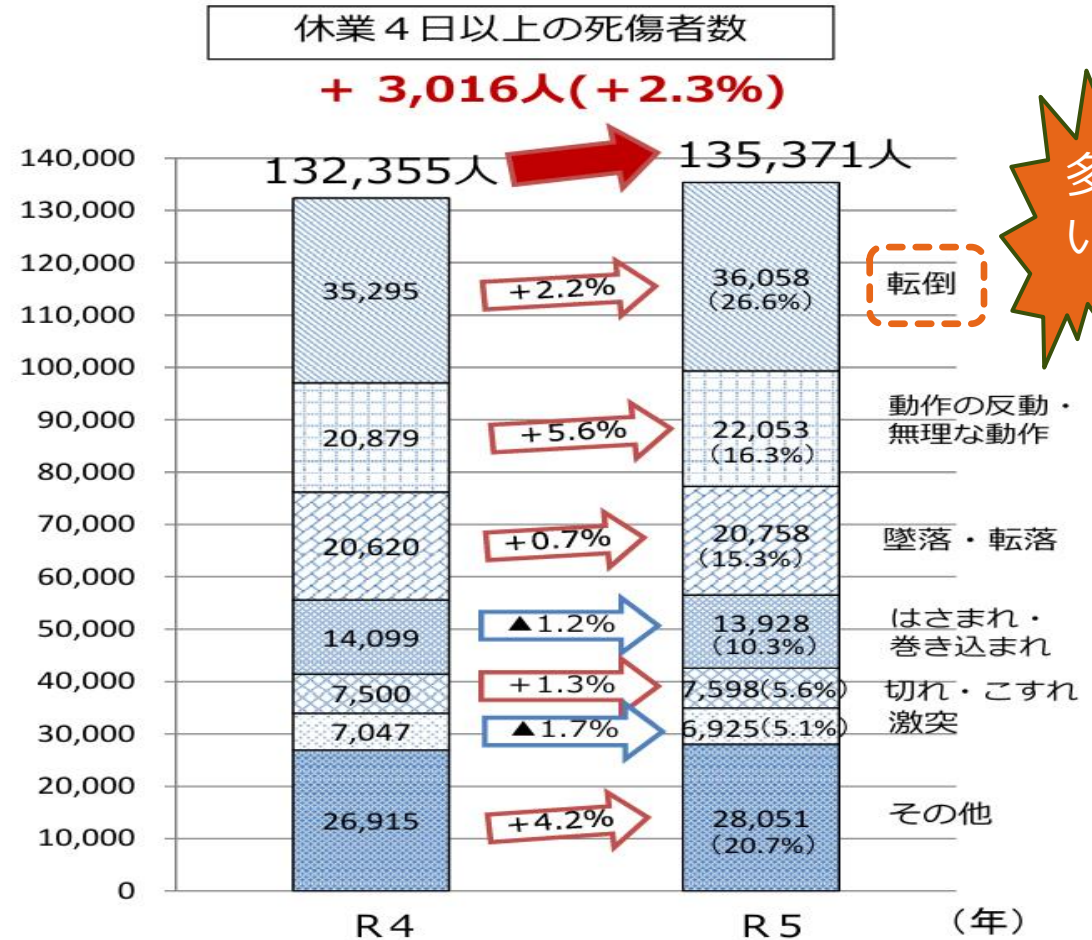 休業４日以上の死傷者数
+ 3,016人(+2.3%)
140,000
130,000
120,000
110,000
100,000
90,000
80,000
70,000
60,000
50,000
40,000
30,000
20,000
10,000
0
132,355人
135,371人
35,295
+2.2%
36,058
(26.6%)
転倒
多
い
20,879
+5.6%
22,053
(16.3%)
動作の反動・
無理な動作
20,620
+0.7%
20,758
(15.3%)
墜落・転落
14,099
▲1.2%
13,928
(10.3%)
はさまれ・
巻き込まれ
7,500
+1.3%
7,598(5.6%)
切れ・こすれ
7,047
▲1.7%
6,925(5.1%)
激突
26,915
+4.2%
28,051
(20.7%)
その他
R４
R５
（年）